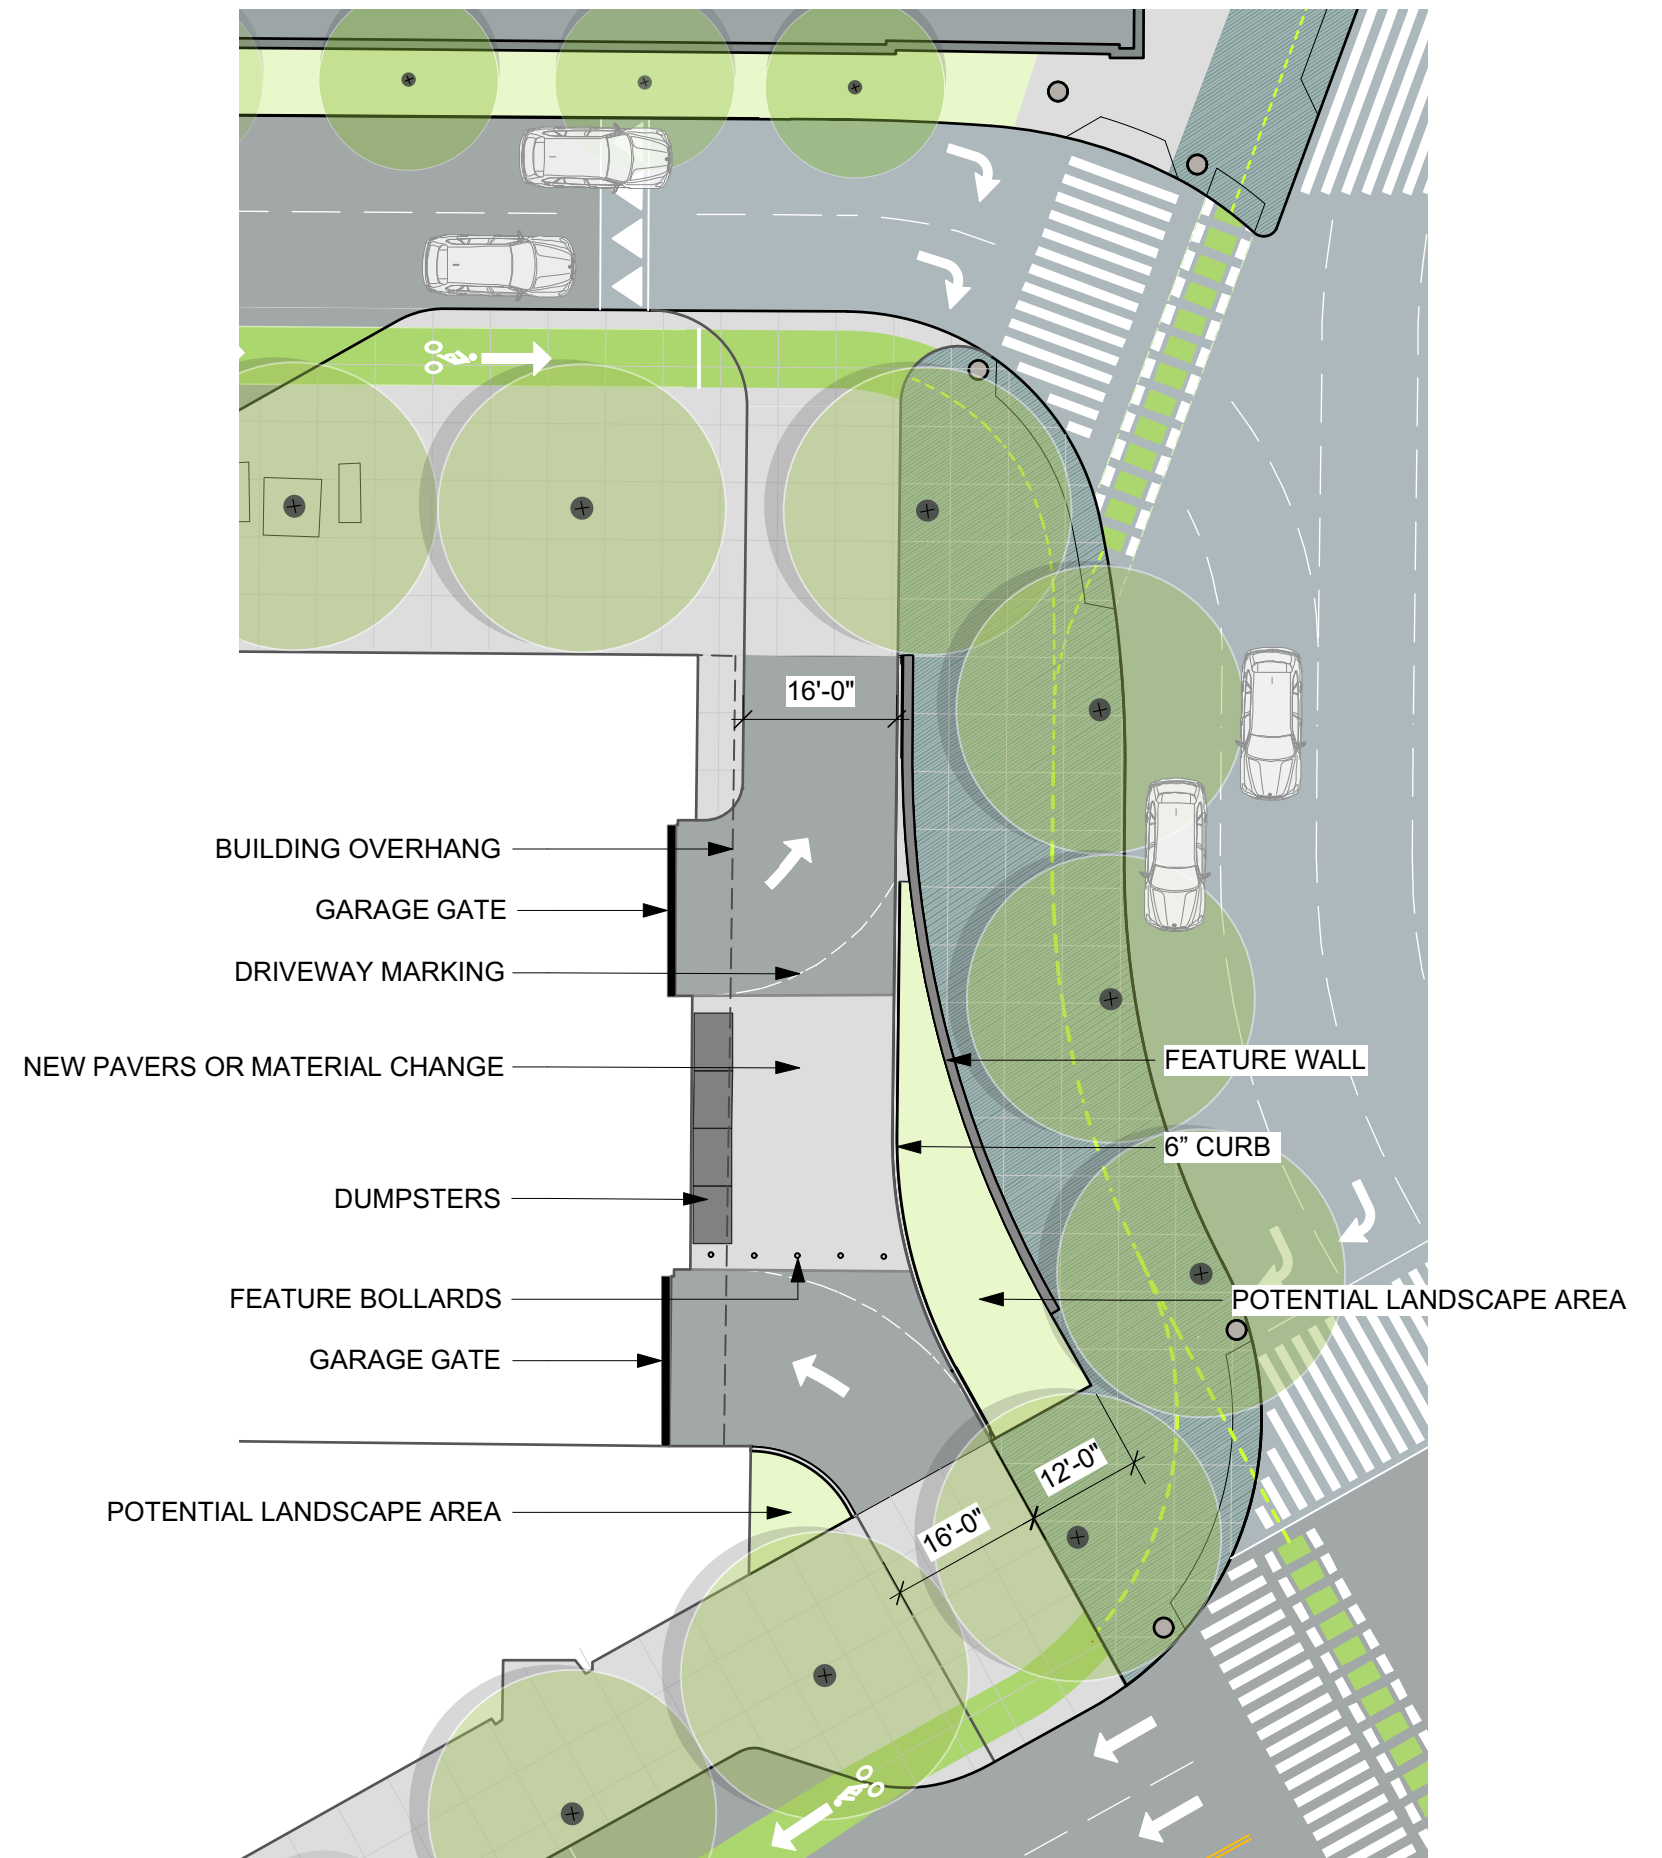 16'-0"
BUILDING OVERHANG
GARAGE GATE
DRIVEWAY MARKING
NEW PAVERS OR MATERIAL CHANGE
FEATURE WALL
6” CURB
DUMPSTERS
FEATURE BOLLARDS
POTENTIAL LANDSCAPE AREA
GARAGE GATE
12'-0"
POTENTIAL LANDSCAPE AREA
16'-0"